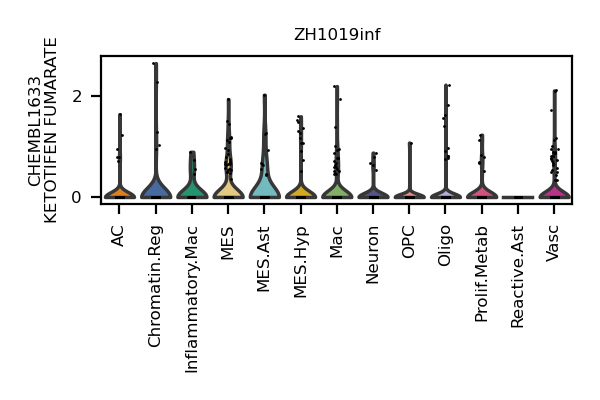 ZH1019inf
CHEMBL1633
KETOTIFEN FUMARATE
2
0
AC
Chromatin.Reg
Inflammatory.Mac
MES
MES.Ast
MES.Hyp
Mac
Neuron
OPC
Oligo
Prolif.Metab
Reactive.Ast
Vasc